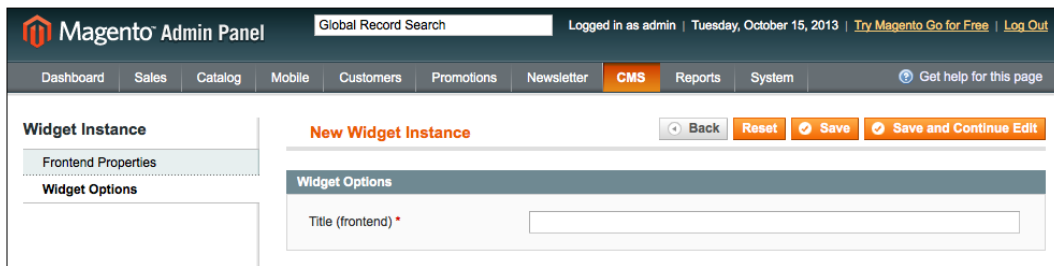 Magento™ Admin Panel
Global Record Search
Logged in as admin | Tuesday, October 15, 2013 | Try Magento Go for Free | Log Out
Dashboard Sales Catalog Mobile Customers Promotions Newsletter CMS Reports System Get help for this page
Widget Instance
Frontend Properties
Widget Options
New Widget Instance
Back Reset Save Save and Continue Edit
Widget Options
Title (frontend) *